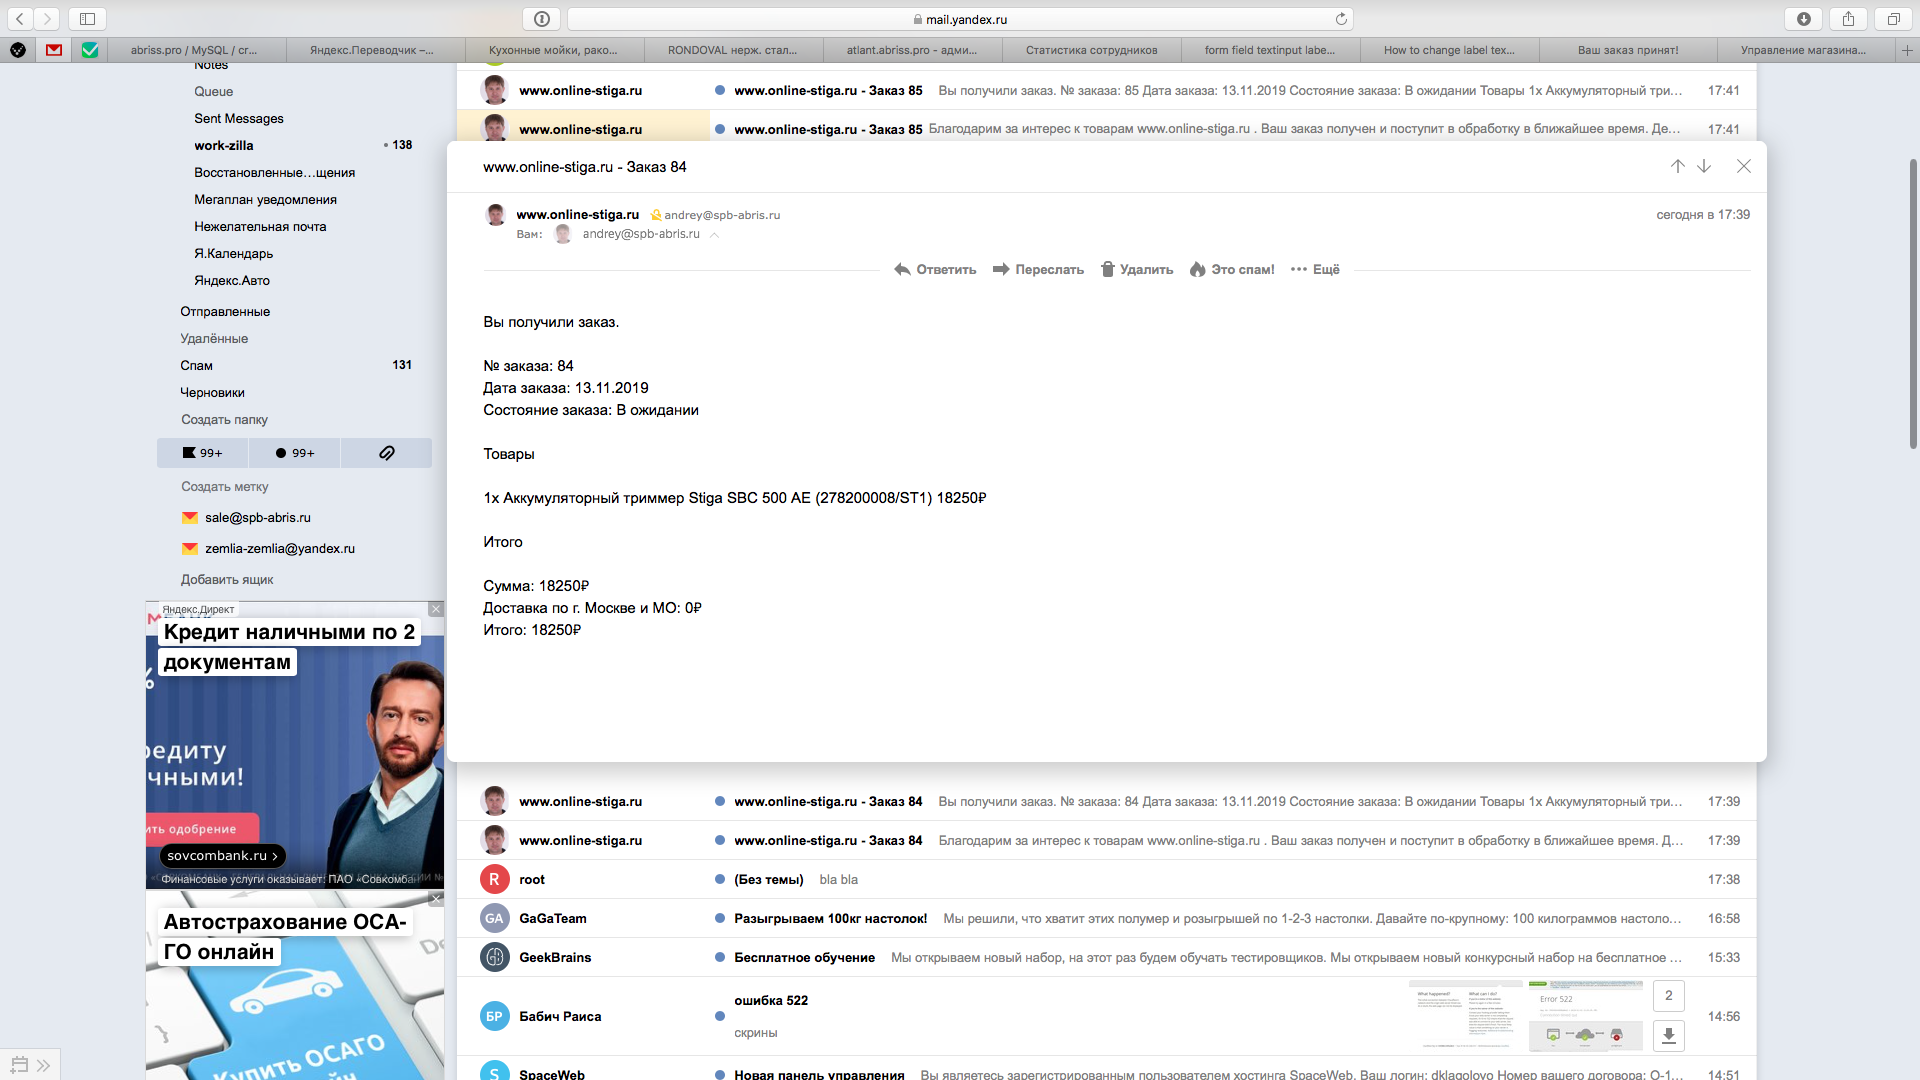 mail.yandex.ru
abriss.pro / MySQL / cr...
Яндекс.Переводчик –...
Кухонные мойки, рако...
RONDOVAL нерж. стал...
atlant.abriss.pro - адми...
Статистика сотрудников
form field textinput labe...
How to change label tex...
Ваш заказ принят!
Управление магазина...
Notes
Queue
Sent Messages
work-zilla 138
Восстановленные...щения
Мегаплан уведомления
Нежелательная почта
Я.Календарь
Яндекс.Авто
Отправленные
Удалённые
Спам 131
Черновики
Создать папку
99+ 99+
Создать метку
sale@spb-abris.ru
zemlia-zemlia@yandex.ru
Добавить ящик
Яндекс.Директ
Кредит наличными по 2
документам
редиту
чными!
ить одобрение
sovcombank.ru >
Финансовые услуги оказывает: ПАО «Совкомба
Автострахование ОСА-
ГО онлайн
Купить ОСАГО
www.online-stiga.ru www.online-stiga.ru - Заказ 85 Вы получили заказ. № заказа: 85 Дата заказа: 13.11.2019 Состояние заказа: В ожидании Товары 1x Аккумуляторный три... 17:41
www.online-stiga.ru www.online-stiga.ru - Заказ 85 Благодарим за интерес к товарам www.online-stiga.ru . Ваш заказ получен и поступит в обработку в ближайшее время. Де... 17:41
www.online-stiga.ru - Заказ 84
www.online-stiga.ru andrey@spb-abris.ru сегодня в 17:39
Вам: andrey@spb-abris.ru
Ответить Переслать Удалить Это спам! Ещё
Вы получили заказ.
№ заказа: 84
Дата заказа: 13.11.2019
Состояние заказа: В ожидании
Товары
1x Аккумуляторный триммер Stiga SBC 500 AE (278200008/ST1) 18250₽
Итого
Сумма: 18250₽
Доставка по г. Москве и МО: 0₽
Итого: 18250₽
www.online-stiga.ru www.online-stiga.ru - Заказ 84 Вы получили заказ. № заказа: 84 Дата заказа: 13.11.2019 Состояние заказа: В ожидании Товары 1x Аккумуляторный три... 17:39
www.online-stiga.ru www.online-stiga.ru - Заказ 84 Благодарим за интерес к товарам www.online-stiga.ru . Ваш заказ получен и поступит в обработку в ближайшее время. Д... 17:39
R root (Без темы) bla bla 17:38
GA GaGaTeam Разыгрываем 100кг настолок! Мы решили, что хватит этих полумер и розыгрышей по 1-2-3 настолки. Давайте по-крупному: 100 килограммов настоло... 16:58
GeekBrains Бесплатное обучение Мы открываем новый набор, на этот раз будем обучать тестировщиков. Мы открываем новый конкурсный набор на бесплатное ... 15:33
БР Бабич Раиса ошибка 522 14:56
скрины
What happened? What can I do?
Error 522
2
S SpaceWeb Новая панель управления Вы являетесь зарегистрированным пользователем хостинга SpaceWeb. Ваш логин: dklagolovo Номер вашего договора: О-1... 14:51